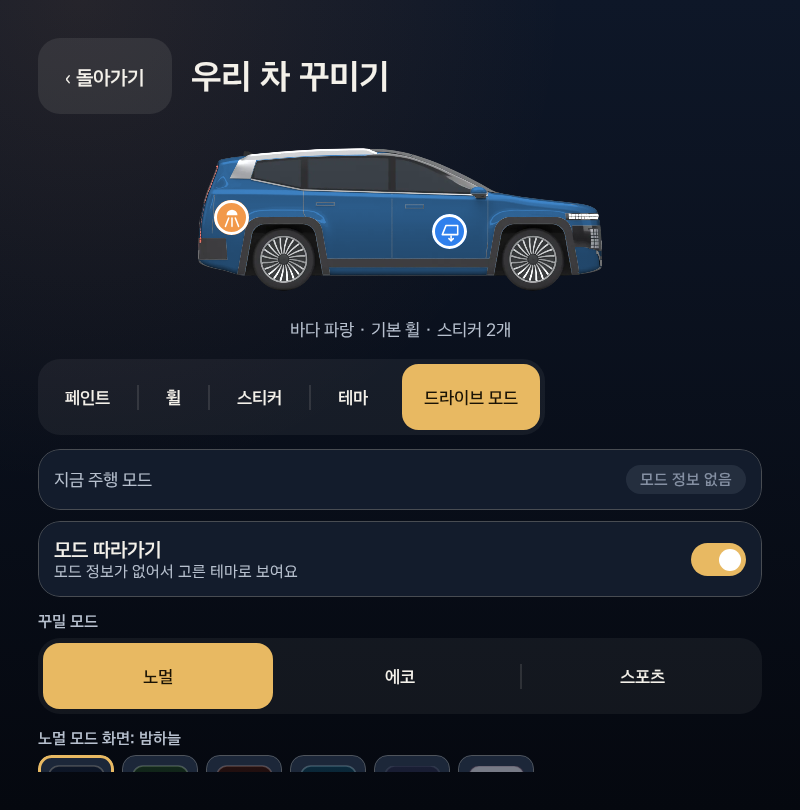 ‹ 돌아가기
우리 차 꾸미기
바다 파랑 · 기본 휠 · 스티커 2개
페인트
휠
스티커
테마
드라이브 모드
지금 주행 모드
모드 정보 없음
모드 따라가기
모드 정보가 없어서 고른 테마로 보여요
꾸밀 모드
노멀
에코
스포츠
노멀 모드 화면: 밤하늘